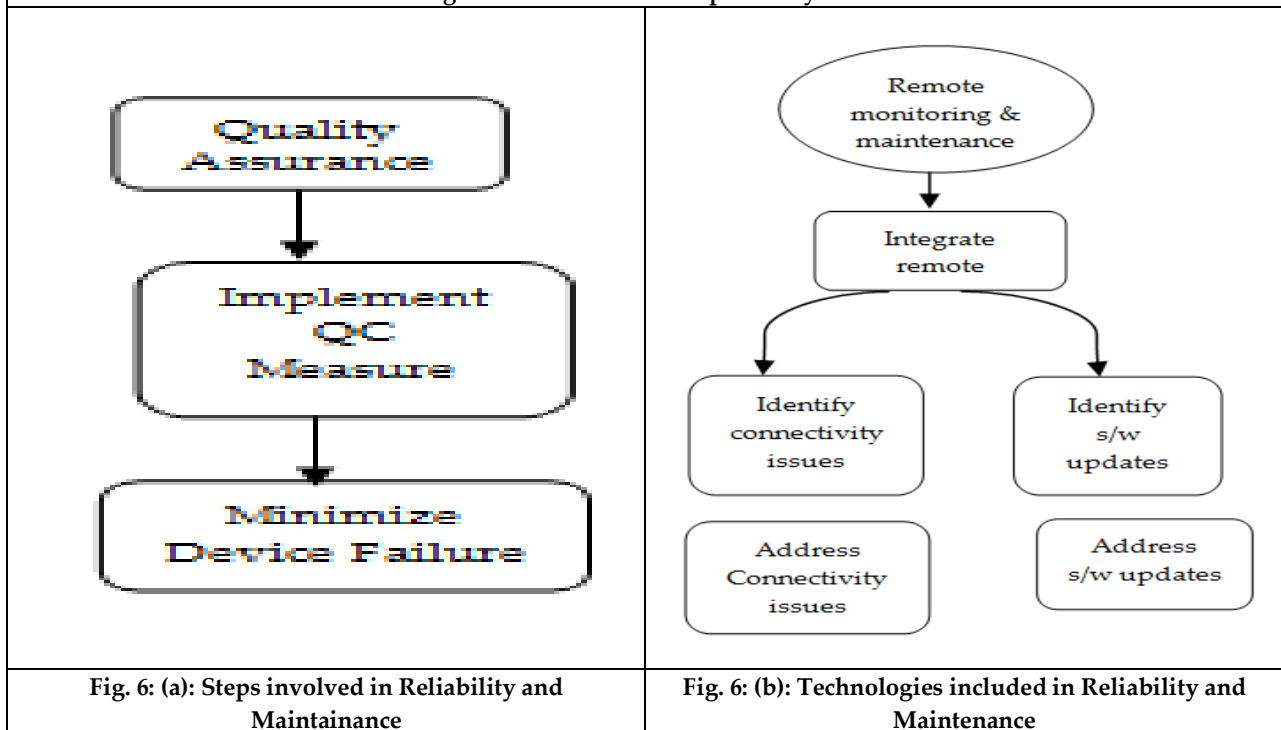 Quality
Assurance
Implement
QC
Measure
Minimize
Device Failure
Remote
monitoring &
maintenance
Integrate
remote
Identify
connectivity
issues
Identify
s/w
updates
Address
Connectivity
issues
Address
s/w updates
Fig. 6: (a): Steps involved in Reliability and
Maintainance
Fig. 6: (b): Technologies included in Reliability and
Maintenance